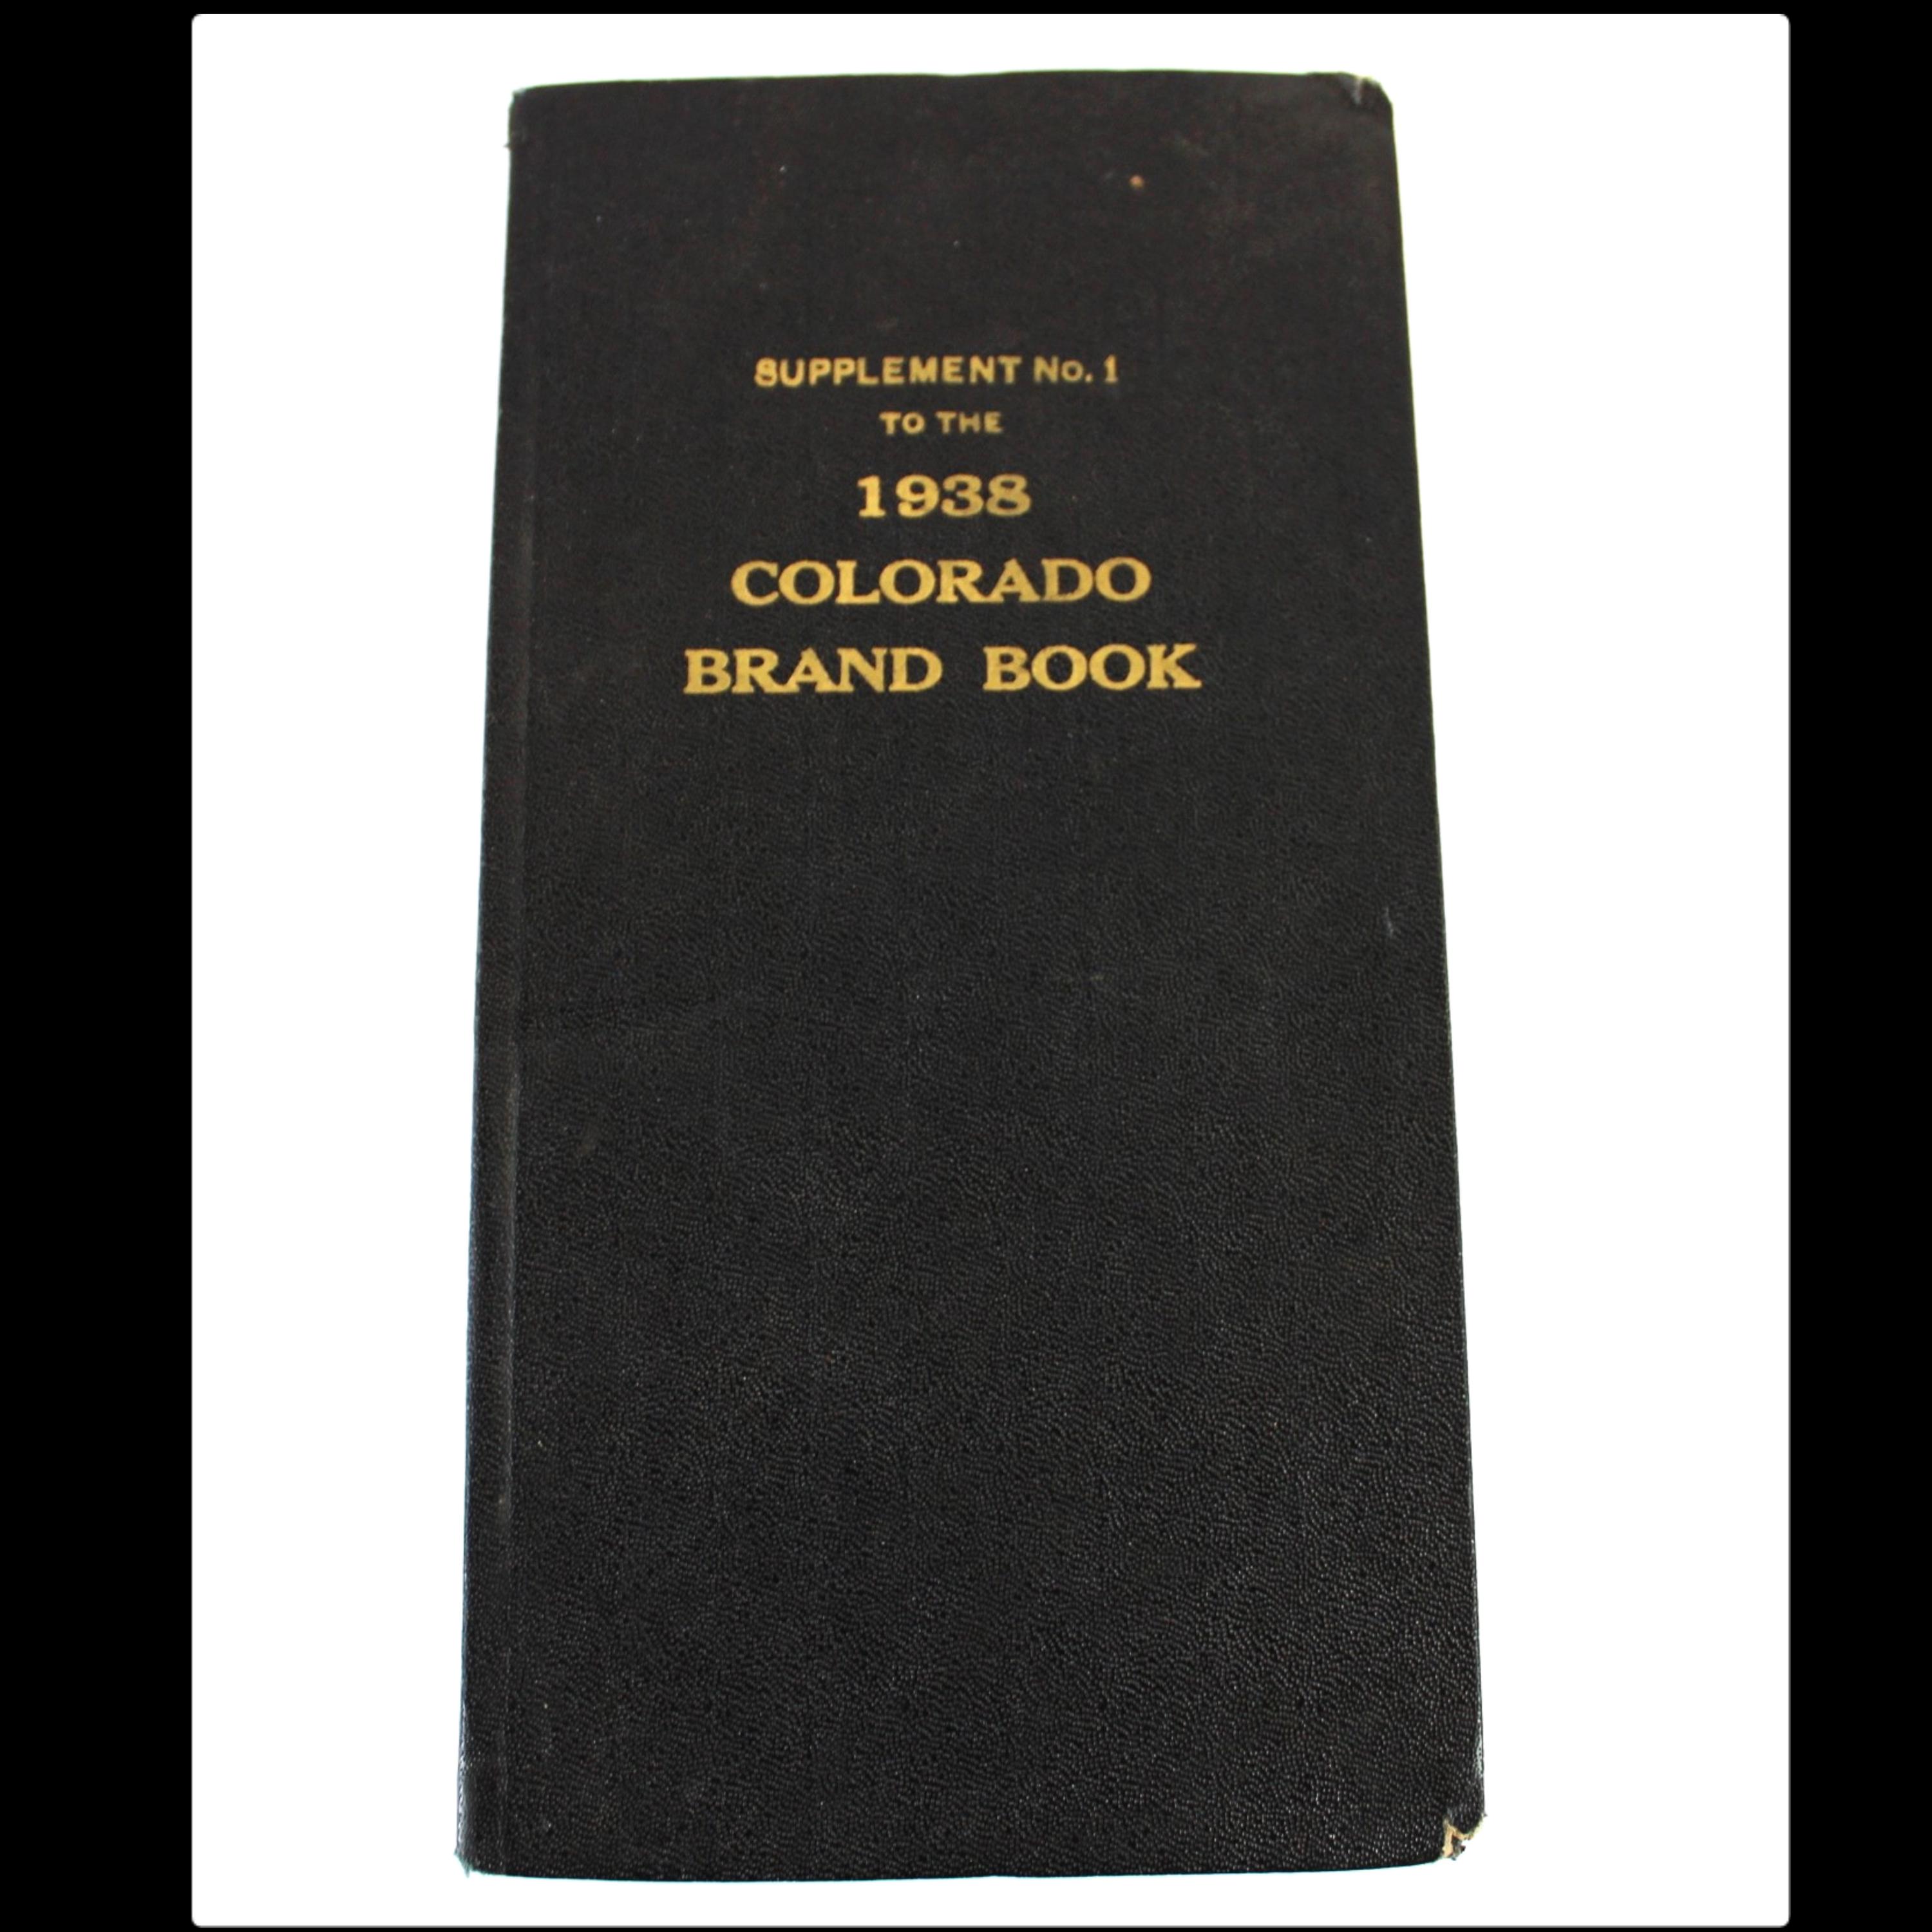 SUPPLEMENT No. 1
TO THE
1938
COLORADO
BRAND BOOK